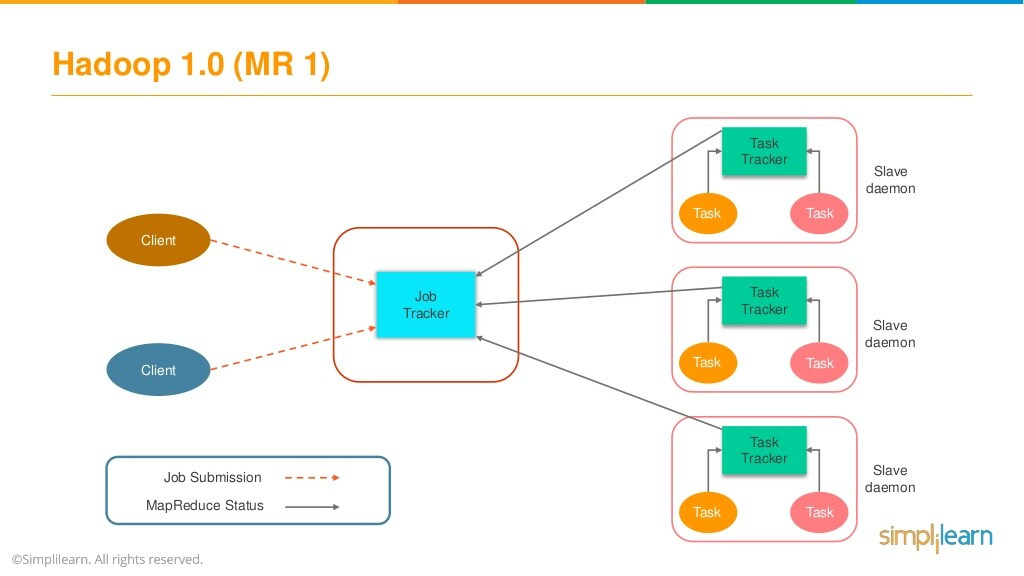 Hadoop 1.0 (MR 1)
Task
Tracker
Slave
daemon
Task
Task
Client
Job
Tracker
Task
Tracker
Slave
daemon
Task
Task
Client
Task
Tracker
Slave
daemon
Task
Task
Job Submission
MapReduce Status
simplilearn
©Simplilearn. All rights reserved.